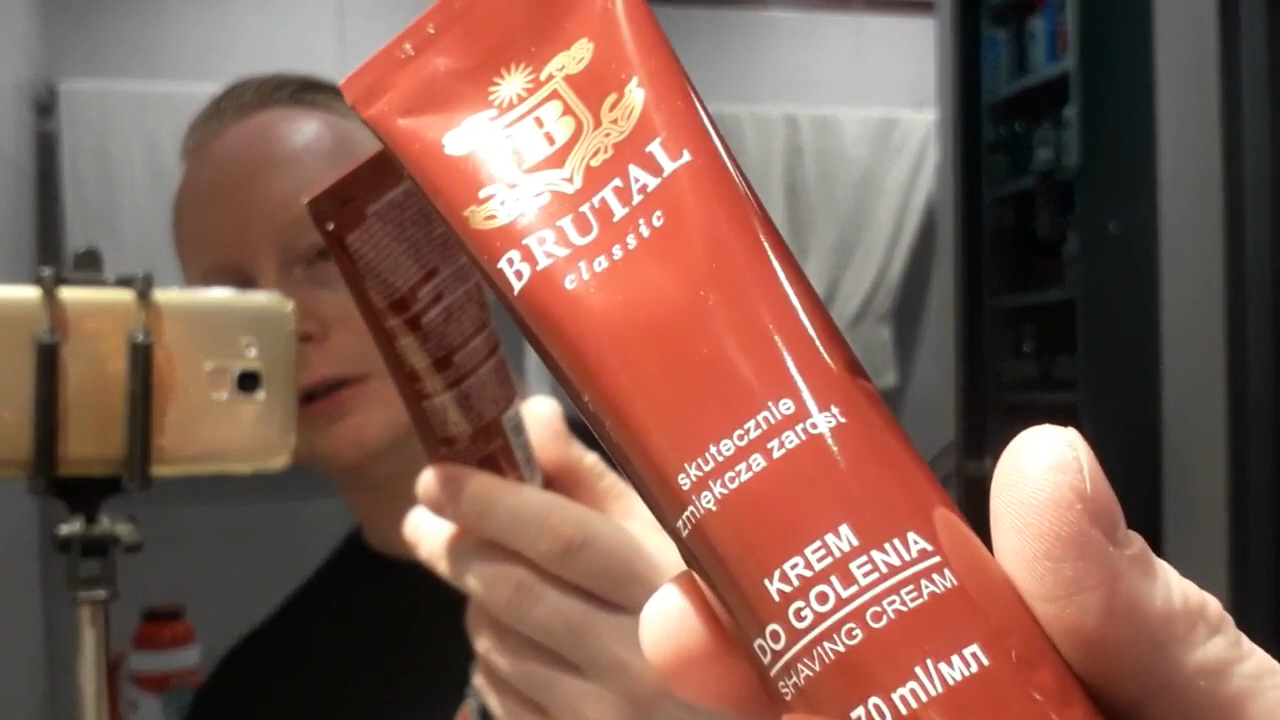 B
BRUTAL
classic
skutecznie
zmiękcza zarost
KREM
DO GOLENIA
SHAVING CREAM
70 ml/мл